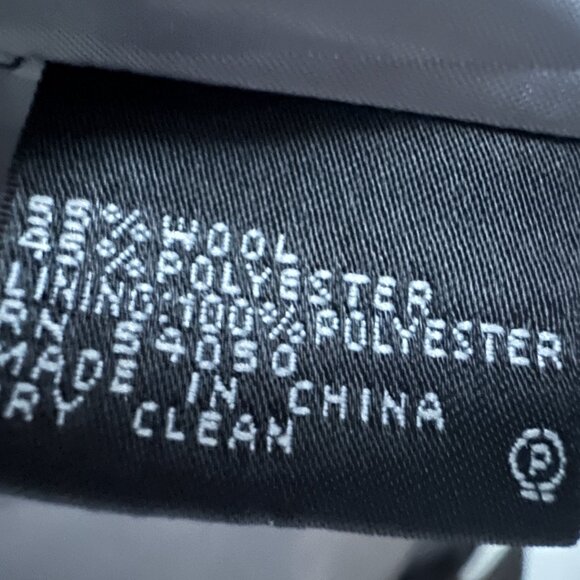 55% WOOL
45% POLYESTER
LINING:100% POLYESTER
RN 54050
MADE IN CHINA
RY CLEAN
P